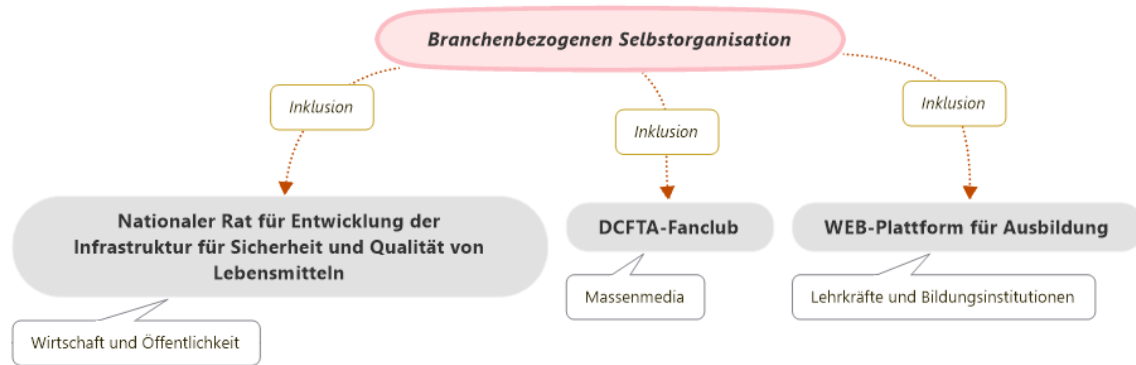 Branchenbezogenen Selbstorganisation
Inklusion
Inklusion
Inklusion
Nationaler Rat für Entwicklung der
Infrastruktur für Sicherheit und Qualität von
Lebensmitteln
DCFTA-Fanclub
WEB-Plattform für Ausbildung
Wirtschaft und Öffentlichkeit
Massenmedia
Lehrkräfte und Bildungsinstitutionen